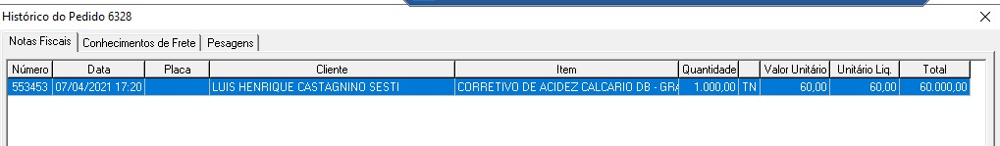 Histórico do Pedido 6328
Notas Fiscais Conhecimentos de Frete Pesagens
Número Data Placa Cliente Item Quantidade Valor Unitário Unitário Liq. Total
553453 07/04/2021 17:20 LUIS HENRIQUE CASTAGNINO SESTI CORRETIVO DE ACIDEZ CALCARIO DB - GRA 1.000,00 TN 60,00 60,00 60.000,00